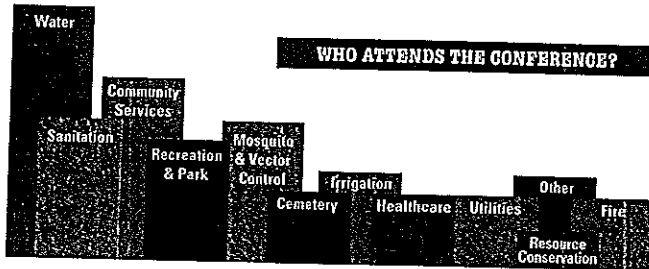 Water
WHO ATTENDS THE CONFERENCE?
Community
Services
Sanitation
Recreation
& Park
Mosquito
& Vector
Control
Cemetery
Irrigation
Healthcare
Utilities
Other
Resource
Conservation
Fire